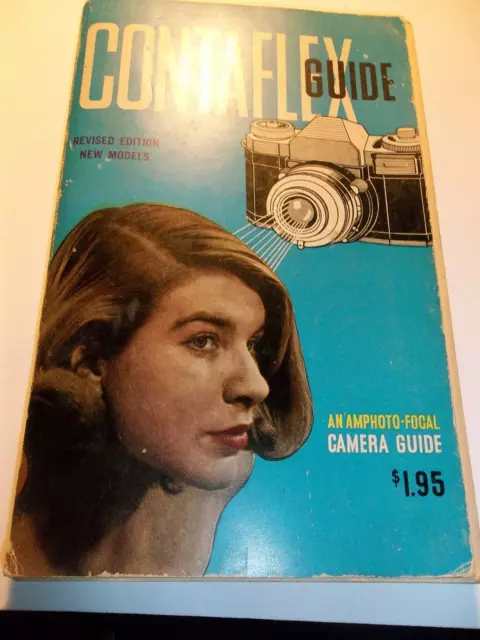 CONTAFLEX
GUIDE
REVISED EDITION
NEW MODELS
AN AMPHOTO-FOCAL
CAMERA GUIDE
$1.95